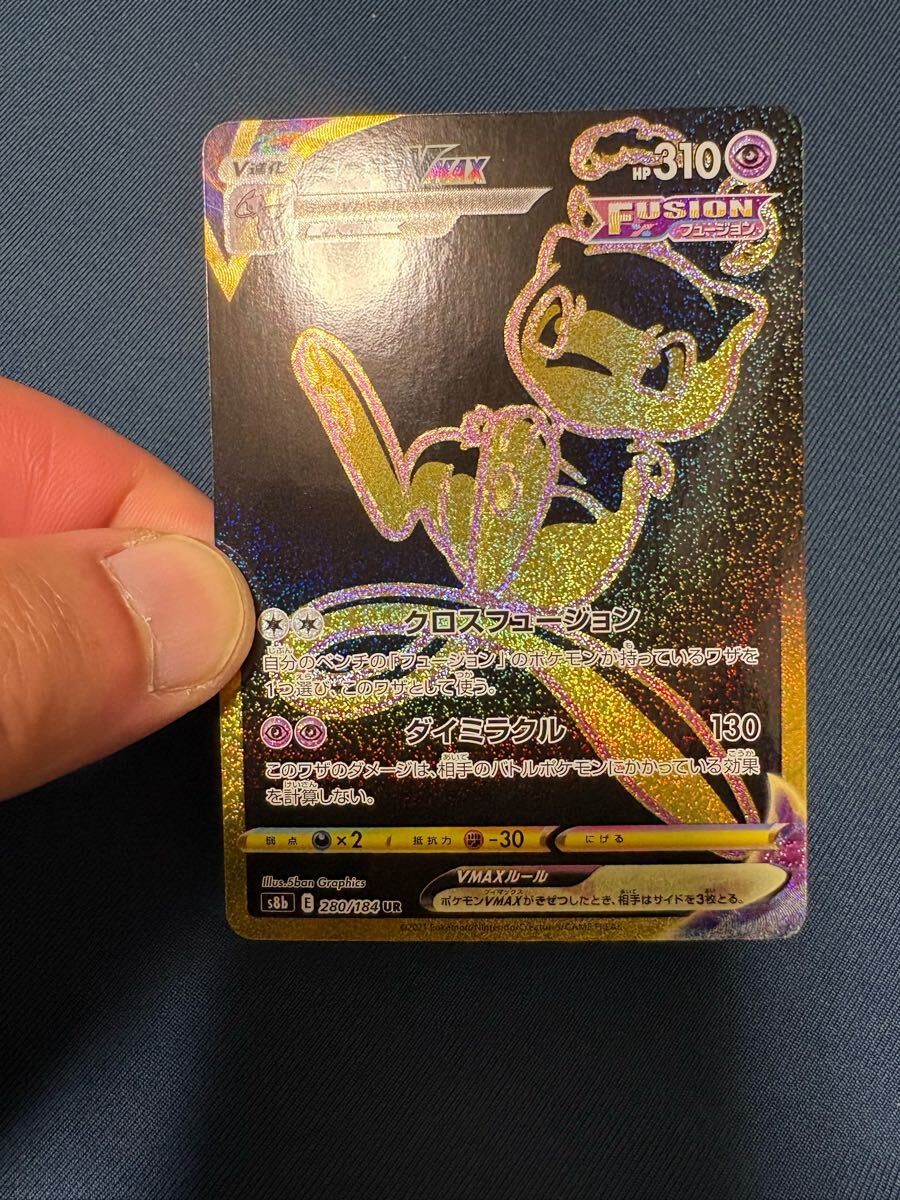 V進化
VMAX
HP310
FUSION
フュージョン
クロスフュージョン
自分のベンチの「フュージョン」のポケモンが持っているワザを
1つ選び、このワザとして使う。
ダイミラクル 130
このワザのダメージは、相手のバトルポケモンにかかっている効果
を計算しない。
弱点 ×2 抵抗力 -30 にげる
Illus.5ban Graphics
VMAXルール
s8b E 280/184 UR
ポケモンVMAXがきぜつしたとき、相手はサイドを3枚とる。
©2021 Pokémon/Nintendo/Creatures/GAME FREAK